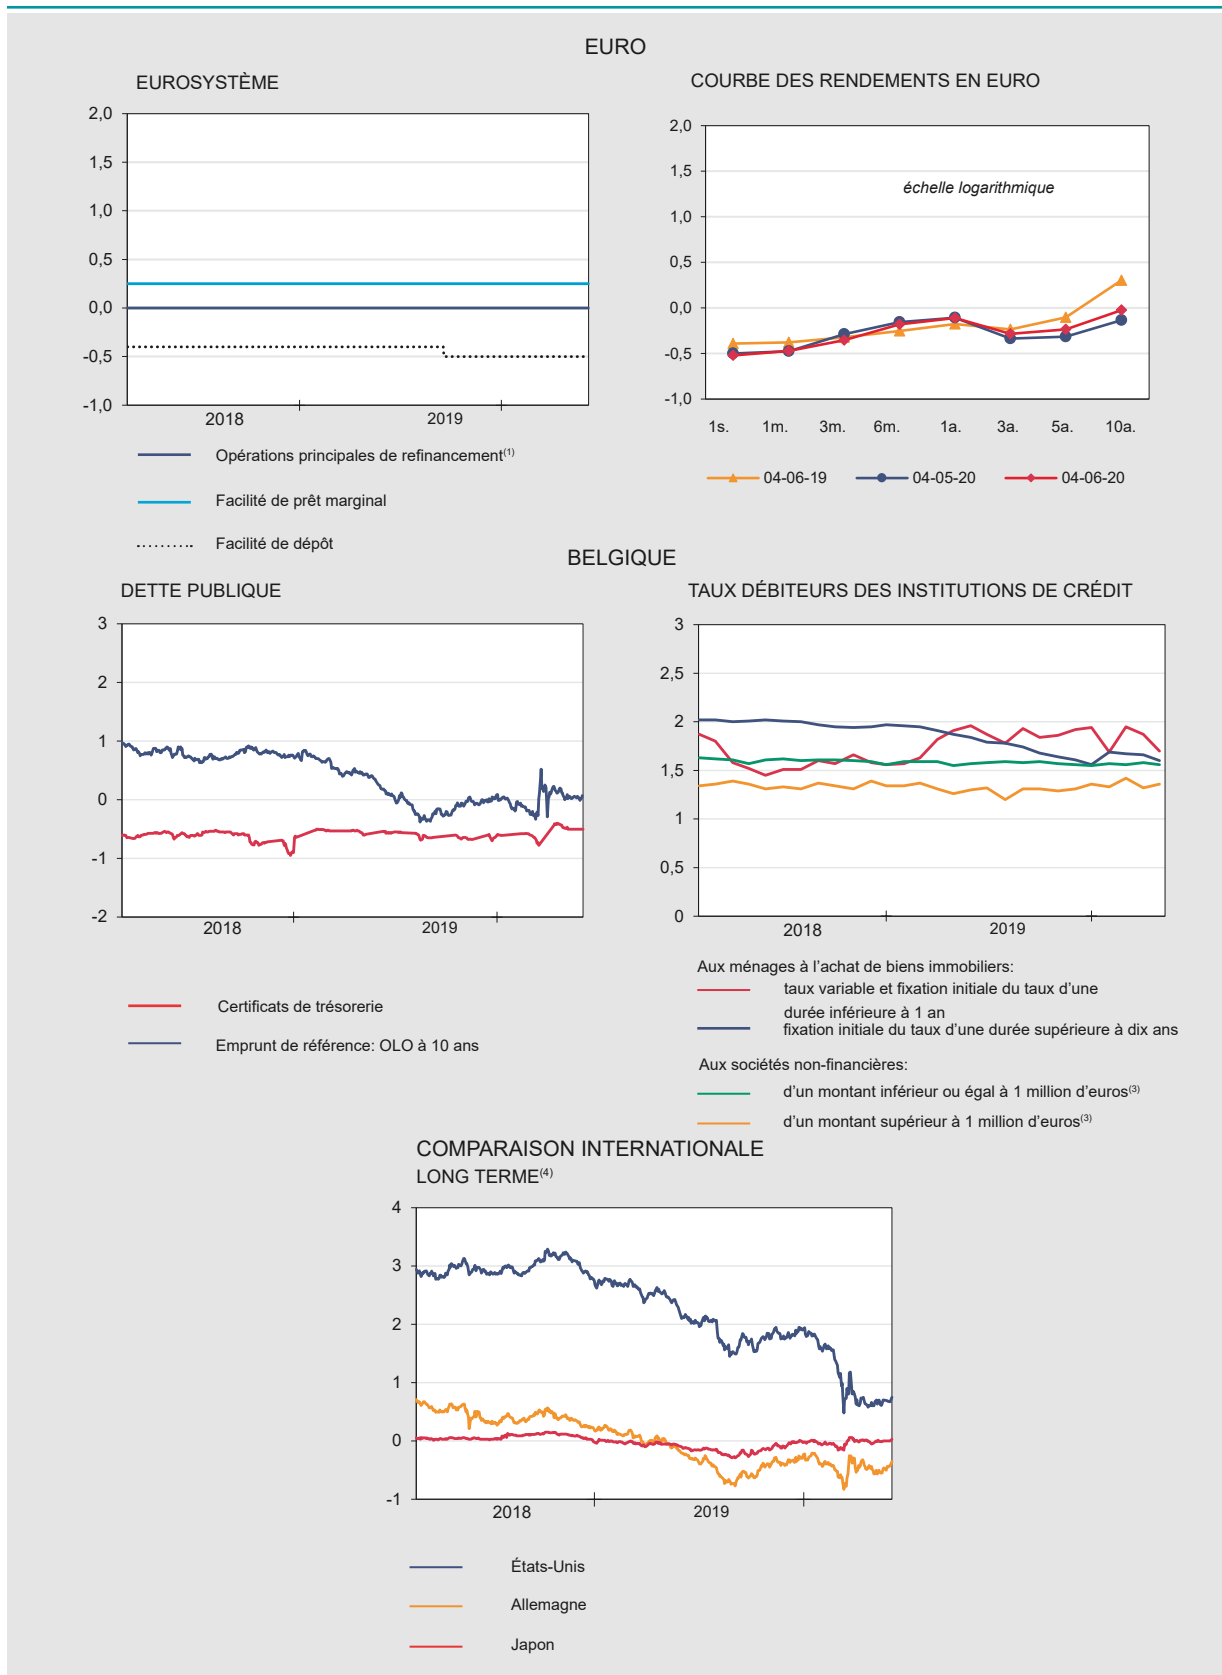 EURO
EUROSYSTÈME
2,0
1,5
1,0
0,5
0,0
-0,5
-1,0
2018
2019
Opérations principales de refinancement(1)
Facilité de prêt marginal
Facilité de dépôt
COURBE DES RENDEMENTS EN EURO
2,0
1,5
1,0
0,5
0,0
-0,5
-1,0
échelle logarithmique
1s. 1m. 3m. 6m. 1a. 3a. 5a. 10a.
04-06-19 04-05-20 04-06-20
BELGIQUE
DETTE PUBLIQUE
3
2
1
0
-1
-2
2018
2019
Certificats de trésorerie
Emprunt de référence: OLO à 10 ans
TAUX DÉBITEURS DES INSTITUTIONS DE CRÉDIT
3
2,5
2
1,5
1
0,5
0
2018
2019
Aux ménages à l’achat de biens immobiliers:
taux variable et fixation initiale du taux d’une
durée inférieure à 1 an
fixation initiale du taux d’une durée supérieure à dix ans
Aux sociétés non-financières:
d’un montant inférieur ou égal à 1 million d’euros(3)
d’un montant supérieur à 1 million d’euros(3)
COMPARAISON INTERNATIONALE
LONG TERME(4)
4
3
2
1
0
-1
2018
2019
États-Unis
Allemagne
Japon